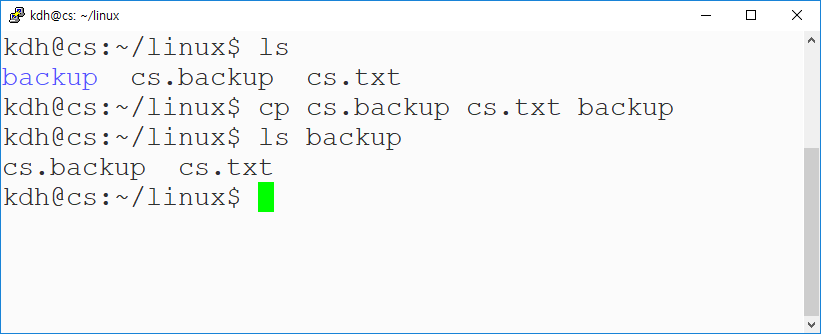 kdh@cs: ~/linux
kdh@cs:~/linux$ ls
backup  cs.backup  cs.txt
kdh@cs:~/linux$ cp cs.backup cs.txt backup
kdh@cs:~/linux$ ls backup
cs.backup  cs.txt
kdh@cs:~/linux$